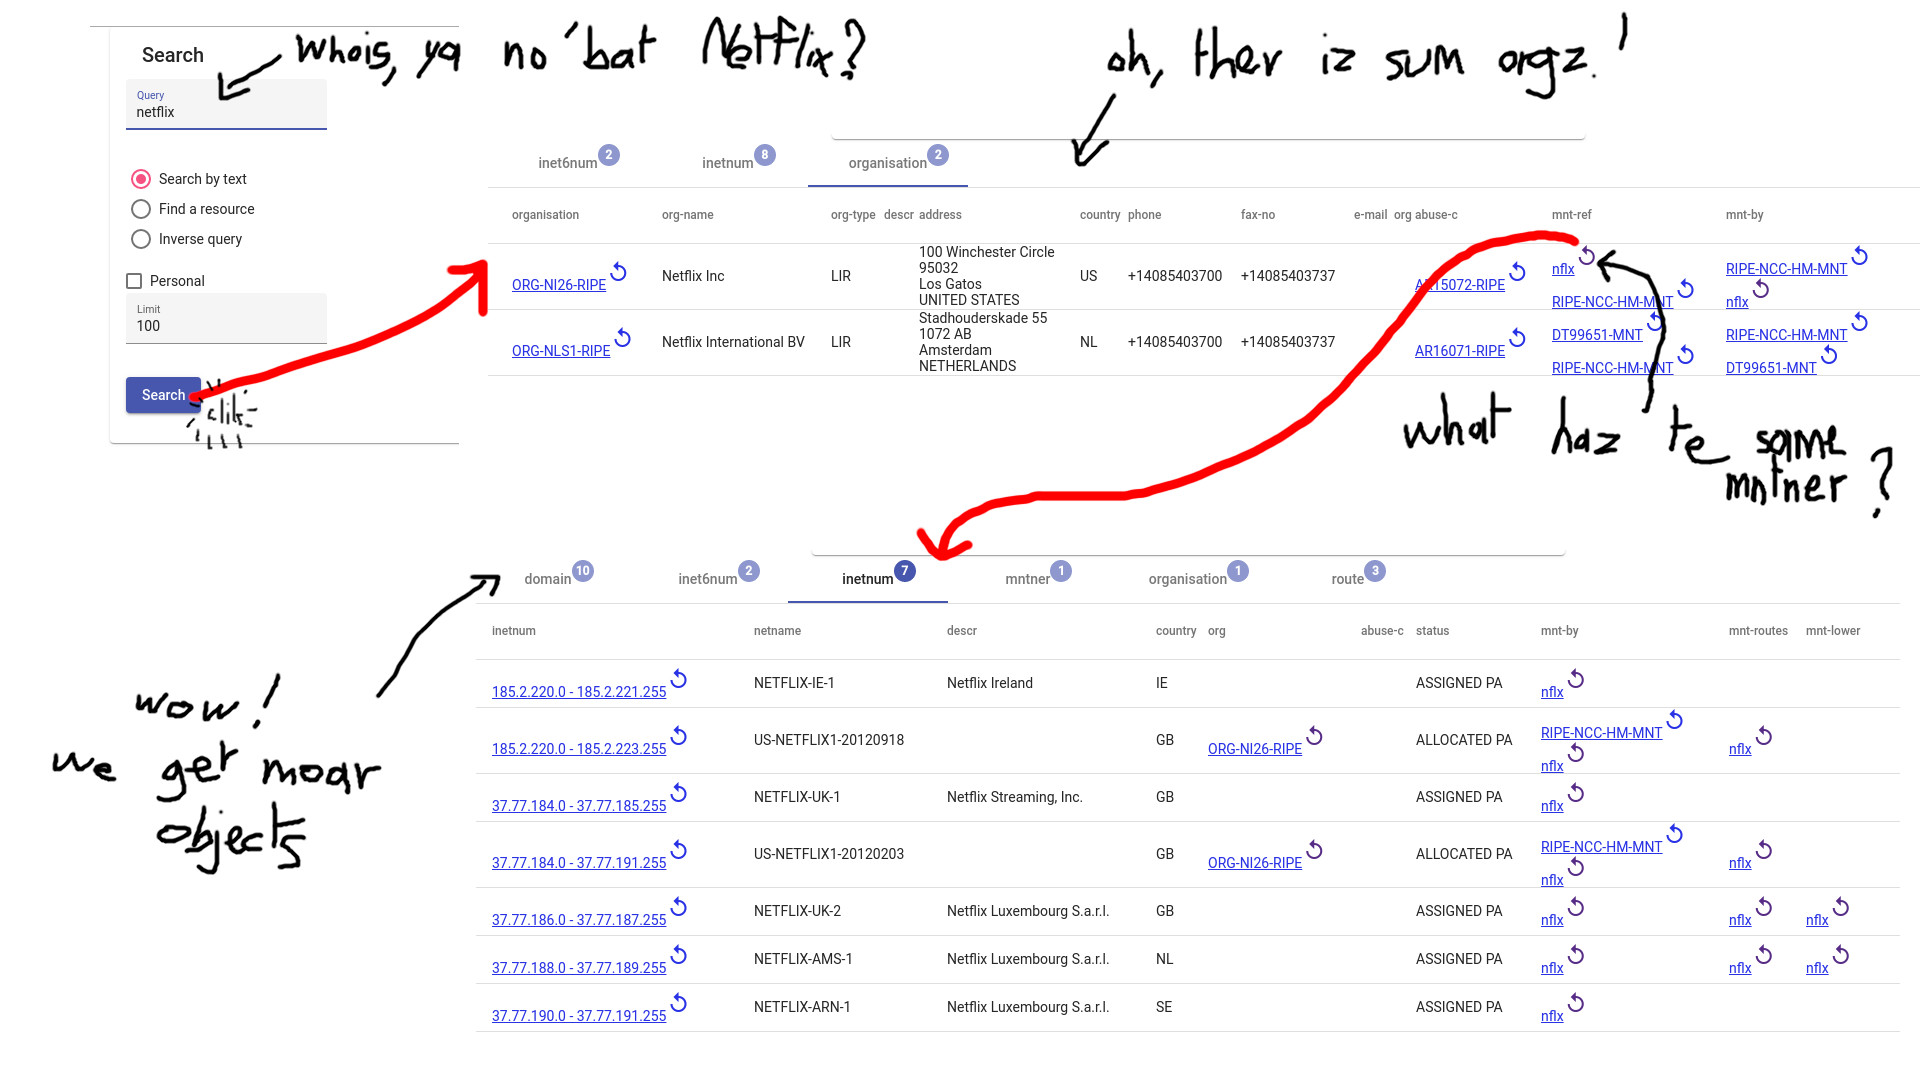 Search
Whois, ya no 'bat Netflix?
oh, ther iz sum orgz. !
Query
netflix
Search by text
Find a resource
Inverse query
Personal
Limit
100
Search
clik
inet6num 2 inetnum 8 organisation 2
organisation org-name org-type descr address country phone fax-no e-mail org abuse-c mnt-ref mnt-by
ORG-NI26-RIPE Netflix Inc LIR 100 Winchester Circle US +14085403700 +14085403737 AR15072-RIPE nflx RIPE-NCC-HM-MNT
95032
Los Gatos
UNITED STATES RIPE-NCC-HM-MNT nflx
ORG-NLS1-RIPE Netflix International BV LIR Stadhouderskade 55 NL +14085403700 +14085403737 AR16071-RIPE DT99651-MNT RIPE-NCC-HM-MNT
1072 AB
Amsterdam
NETHERLANDS RIPE-NCC-HM-MNT DT99651-MNT
what haz te same
mntner ?
domain 10 inet6num 2 inetnum 7 mntner 1 organisation 1 route 3
inetnum netname descr country org abuse-c status mnt-by mnt-routes mnt-lower
185.2.220.0 - 185.2.221.255 NETFLIX-IE-1 Netflix Ireland IE ASSIGNED PA nflx
185.2.220.0 - 185.2.223.255 US-NETFLIX1-20120918 GB ORG-NI26-RIPE ALLOCATED PA RIPE-NCC-HM-MNT nflx
nflx
37.77.184.0 - 37.77.185.255 NETFLIX-UK-1 Netflix Streaming, Inc. GB ASSIGNED PA nflx
37.77.184.0 - 37.77.191.255 US-NETFLIX1-20120203 GB ORG-NI26-RIPE ALLOCATED PA RIPE-NCC-HM-MNT nflx
nflx
37.77.186.0 - 37.77.187.255 NETFLIX-UK-2 Netflix Luxembourg S.a.r.l. GB ASSIGNED PA nflx nflx nflx
37.77.188.0 - 37.77.189.255 NETFLIX-AMS-1 Netflix Luxembourg S.a.r.l. NL ASSIGNED PA nflx nflx nflx
37.77.190.0 - 37.77.191.255 NETFLIX-ARN-1 Netflix Luxembourg S.a.r.l. SE ASSIGNED PA nflx
wow!
we get moar
objects